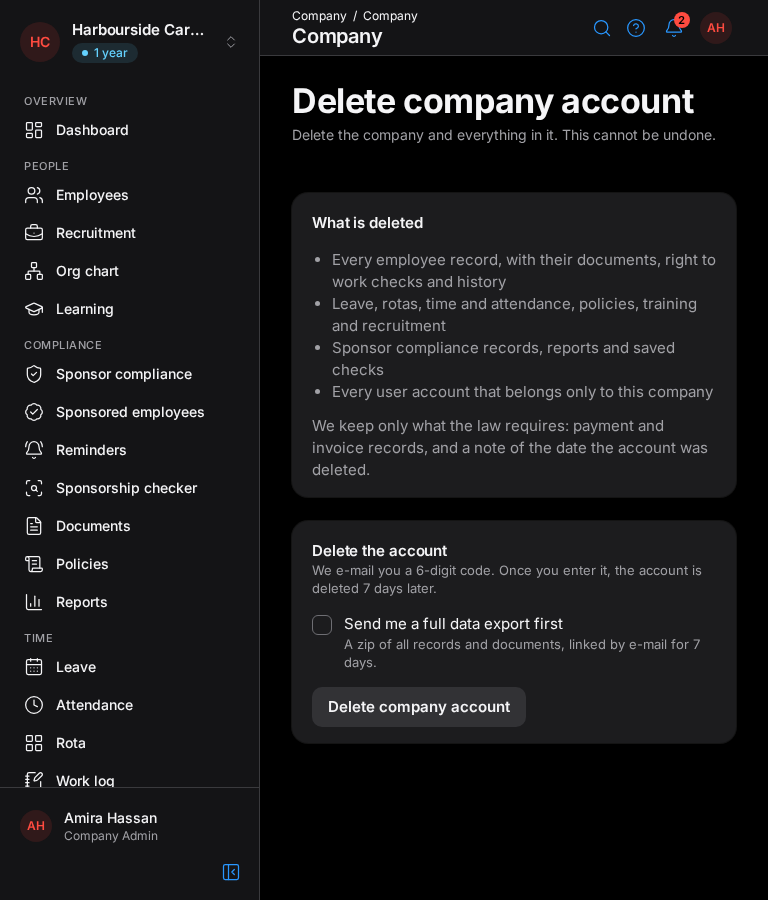 HC
Harbourside Car...
1 year
OVERVIEW
Dashboard
PEOPLE
Employees
Recruitment
Org chart
Learning
COMPLIANCE
Sponsor compliance
Sponsored employees
Reminders
Sponsorship checker
Documents
Policies
Reports
TIME
Leave
Attendance
Rota
Work log
AH
Amira Hassan
Company Admin
Company / Company
Company
2
AH
Delete company account
Delete the company and everything in it. This cannot be undone.
What is deleted
• Every employee record, with their documents, right to
work checks and history
• Leave, rotas, time and attendance, policies, training
and recruitment
• Sponsor compliance records, reports and saved
checks
• Every user account that belongs only to this company
We keep only what the law requires: payment and
invoice records, and a note of the date the account was
deleted.
Delete the account
We e-mail you a 6-digit code. Once you enter it, the account is
deleted 7 days later.
Send me a full data export first
A zip of all records and documents, linked by e-mail for 7
days.
Delete company account